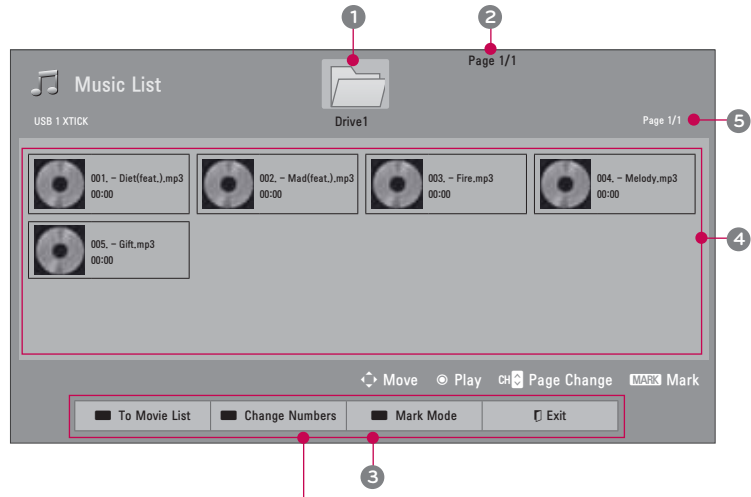 1
2
Page 1/1
Music List
USB 1 XTICK
Drive1
Page 1/1
5
001. - Diet(feat.).mp3
00:00
002. - Mad(feat.).mp3
00:00
003. - Fire.mp3
00:00
004. - Melody.mp3
00:00
005. - Gift.mp3
00:00
4
Move
Play
CH
Page Change
MARK Mark
To Movie List
Change Numbers
Mark Mode
Exit
3